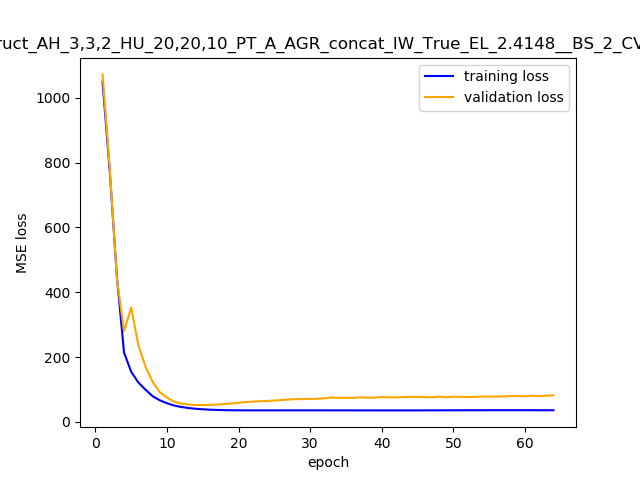 ruct_AH_3,3,2_HU_20,20,10_PT_A_AGR_concat_IW_True_EL_2.4148__BS_2_CV
training loss
validation loss
MSE loss
1000
800
600
400
200
0
0 10 20 30 40 50 60
epoch